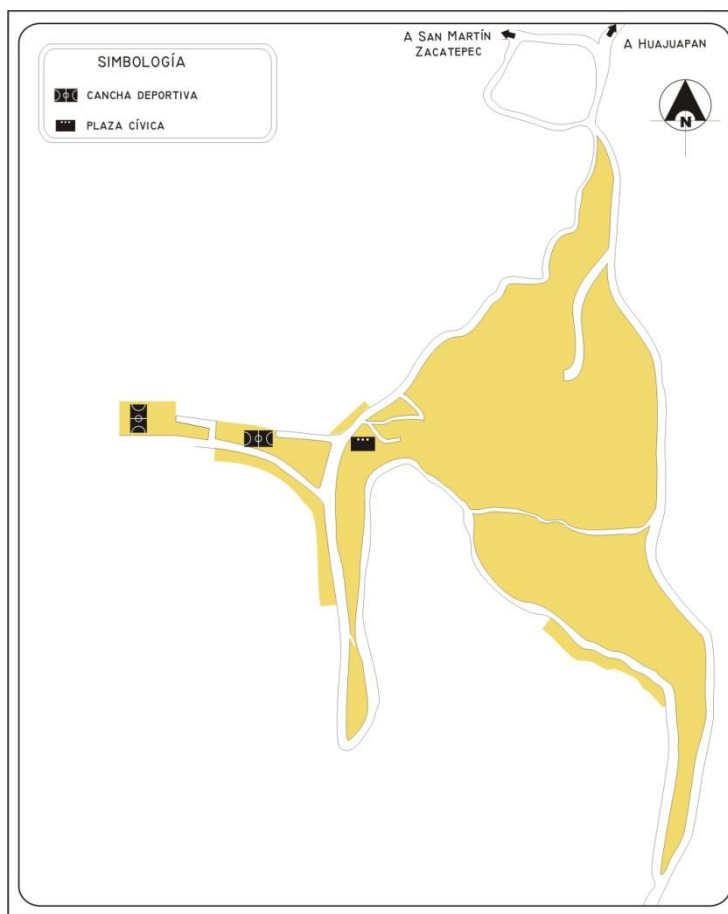 A San Martín
Zacatepec
A Huajuapan
SIMBOLOGÍA
CANCHA DEPORTIVA
PLAZA CÍVICA
N